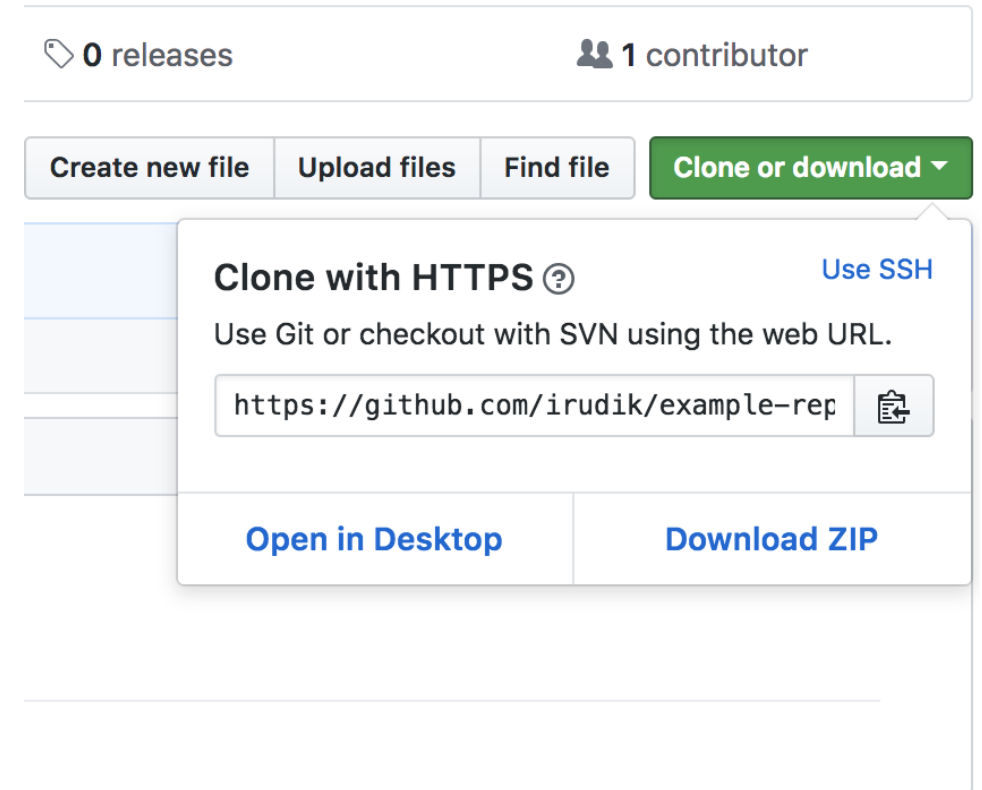 0 releases
1 contributor
Create new file
Upload files
Find file
Clone or download
Clone with HTTPS
Use SSH
Use Git or checkout with SVN using the web URL.
https://github.com/irudik/example-rep
Open in Desktop
Download ZIP